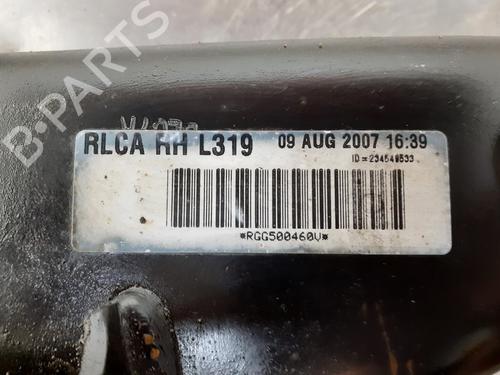 B-PARTS
RLCA RH L319 09 AUG 2007 16:39
ID=234549533
*RGG500460V*